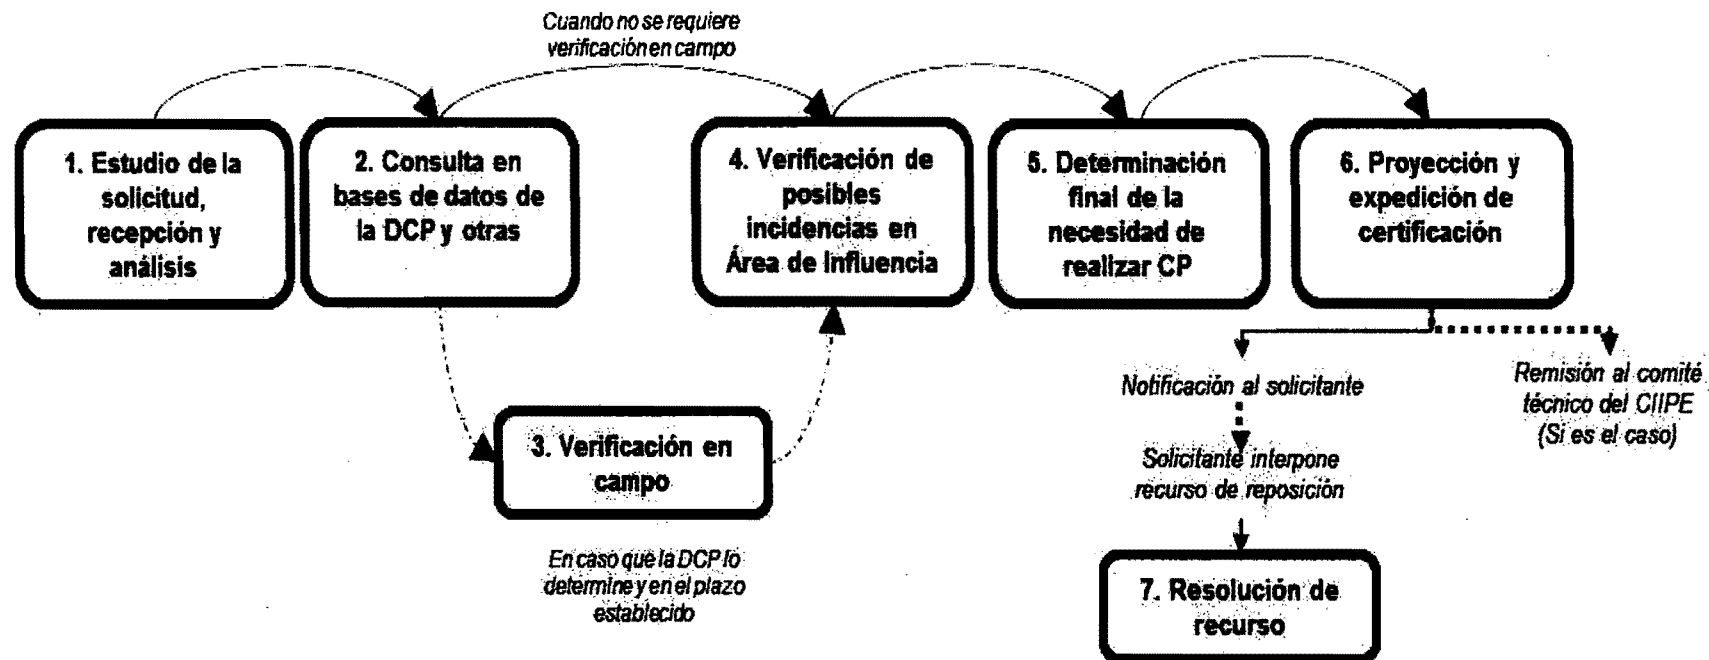 Cuando no se requiere
verificación en campo
1. Estudio de la
solicitud,
recepción y
análisis
2. Consulta en
bases de datos de
la DCP y otras
4. Verificación de
posibles
incidencias en
Área de Influencia
5. Determinación
final de la
necesidad de
realizar CP
6. Proyección y
expedición de
certificación
3. Verificación en
campo
En caso que la DCP lo
determine y en el plazo
establecido
Notificación al solicitante
Solicitante interpone
recurso de reposición
7. Resolución de
recurso
Remisión al comité
técnico del CIIPE
(Si es el caso)